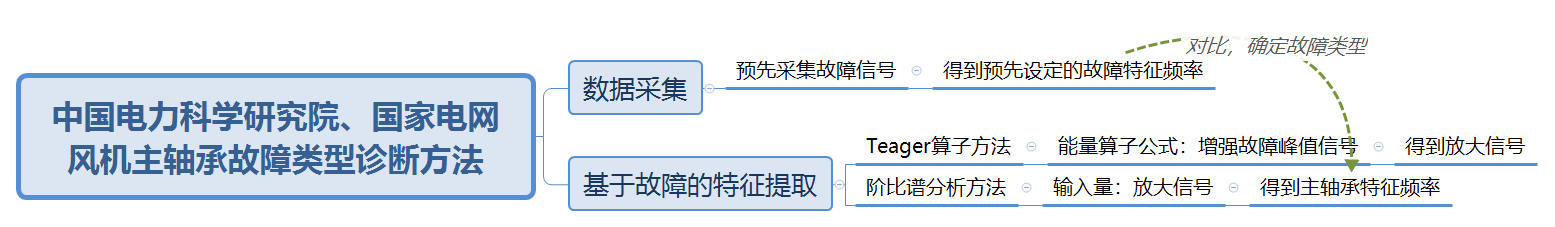 对比，确定故障类型
中国电力科学研究院、国家电网
风机主轴承故障类型诊断方法
数据采集
预先采集故障信号
得到预先设定的故障特征频率
基于故障的特征提取
Teager算子方法
能量算子公式：增强故障峰值信号
得到放大信号
阶比谱分析方法
输入量：放大信号
得到主轴承特征频率